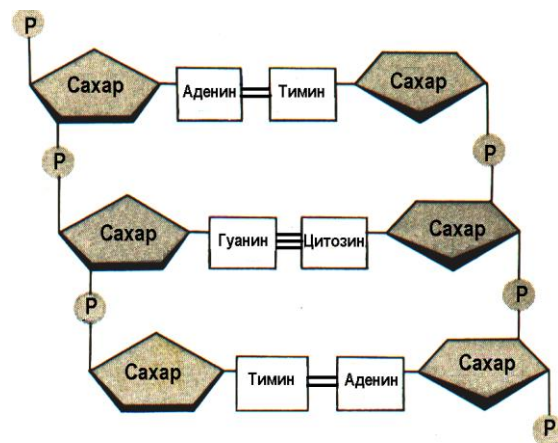 P
Сахар Аденин Тимин Сахар
P P
Сахар Гуанин Цитозин Сахар
P P
Сахар Тимин Аденин Сахар
P